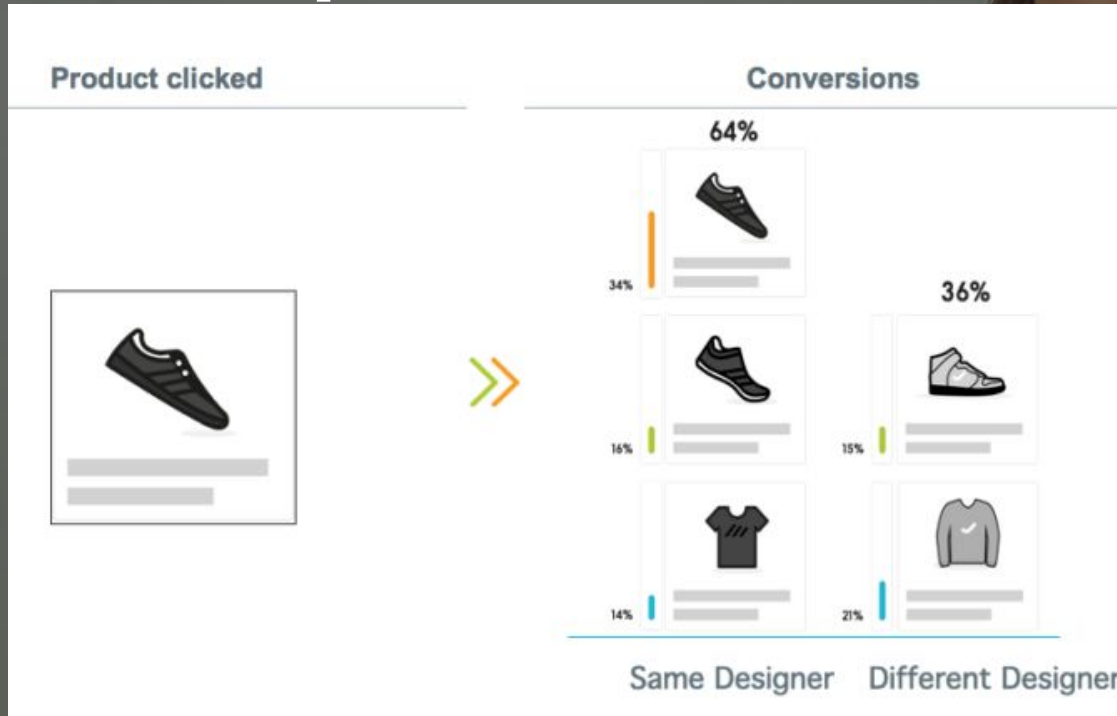 Product clicked
Conversions
64%
34%
36%
16%
15%
14%
21%
Same Designer
Different Designer